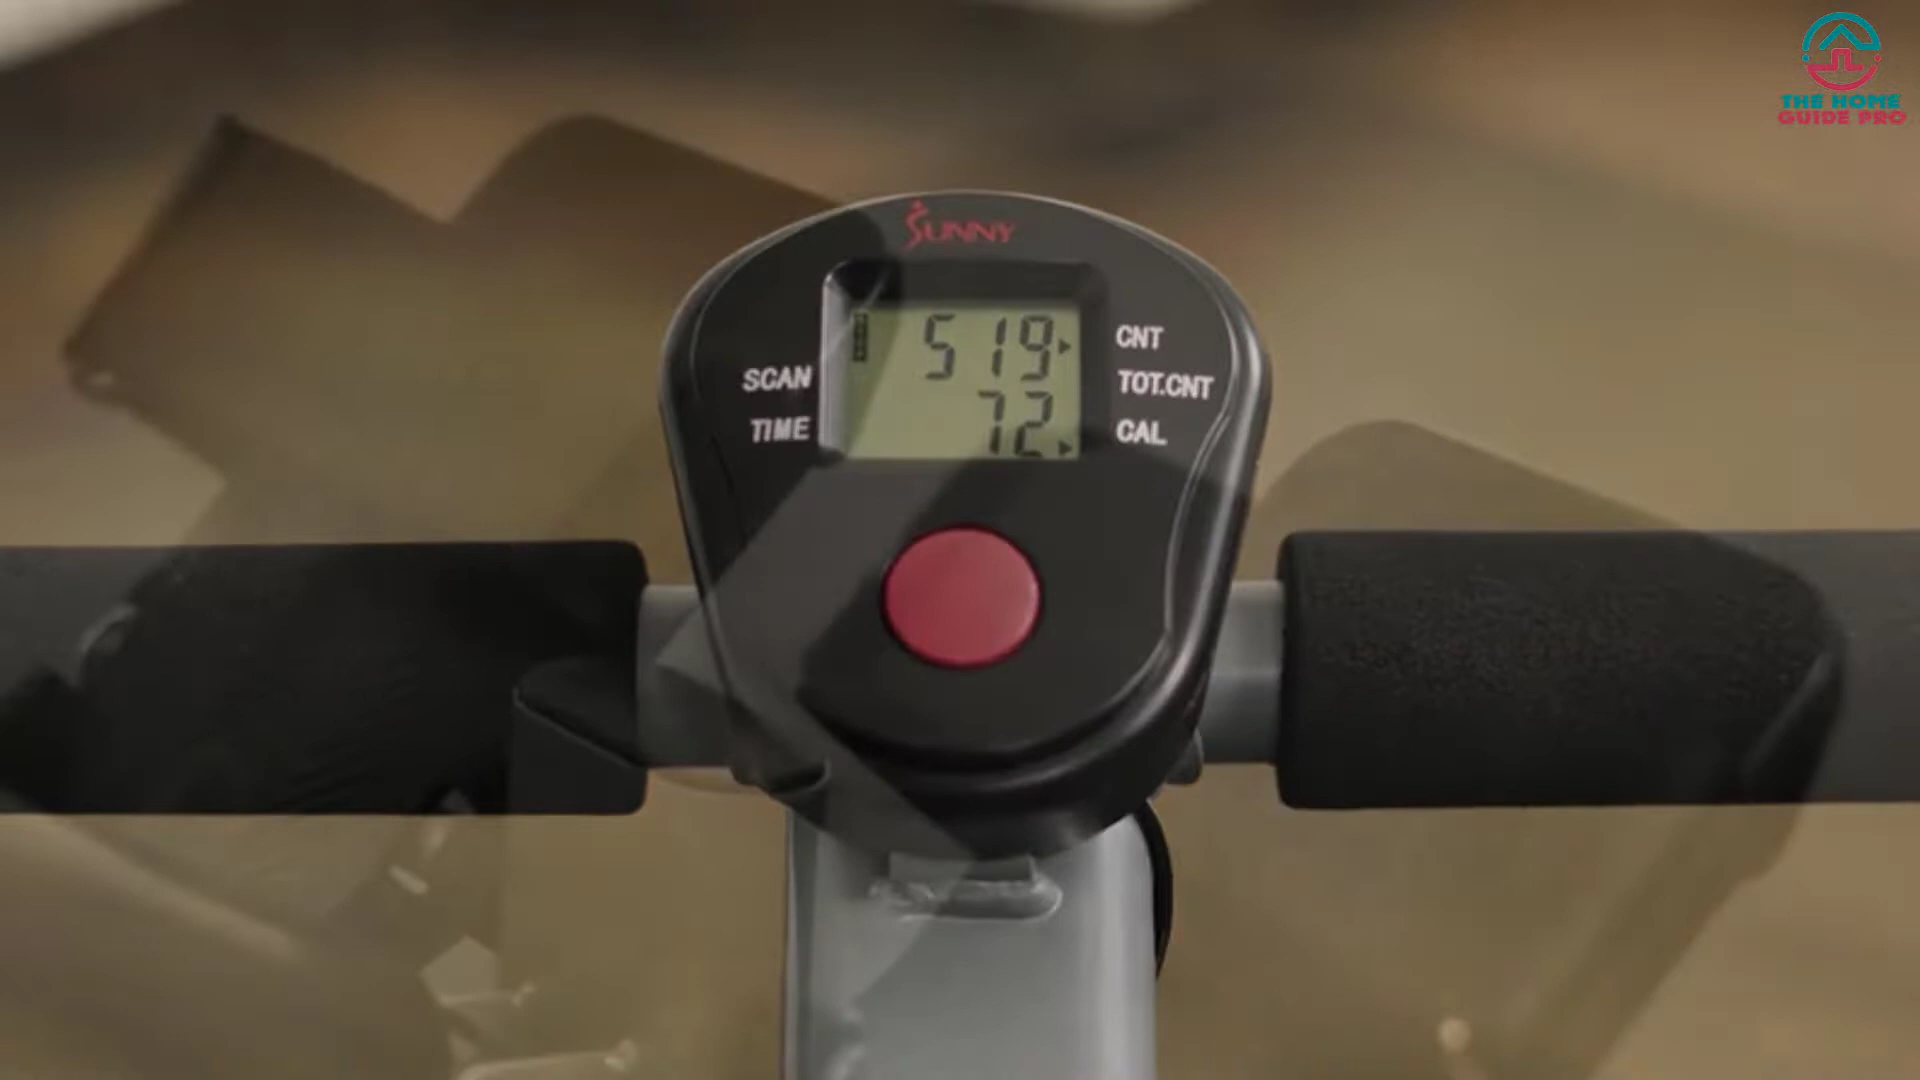 THE HOME
GUIDE PRO
SUNNY
519
CNT
SCAN
TOT.CNT
72
TIME
CAL